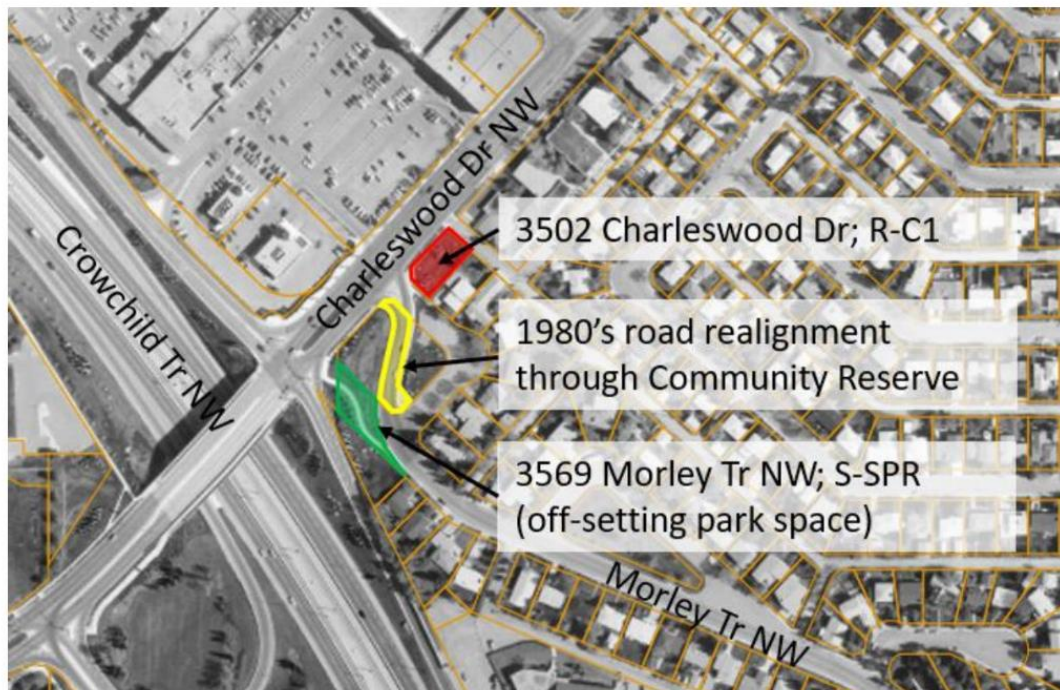 Charleswood Dr NW
Crowchild Tr NW
3502 Charleswood Dr; R-C1
1980's road realignment
through Community Reserve
3569 Morley Tr NW; S-SPR
(off-setting park space)
Morley Tr NW